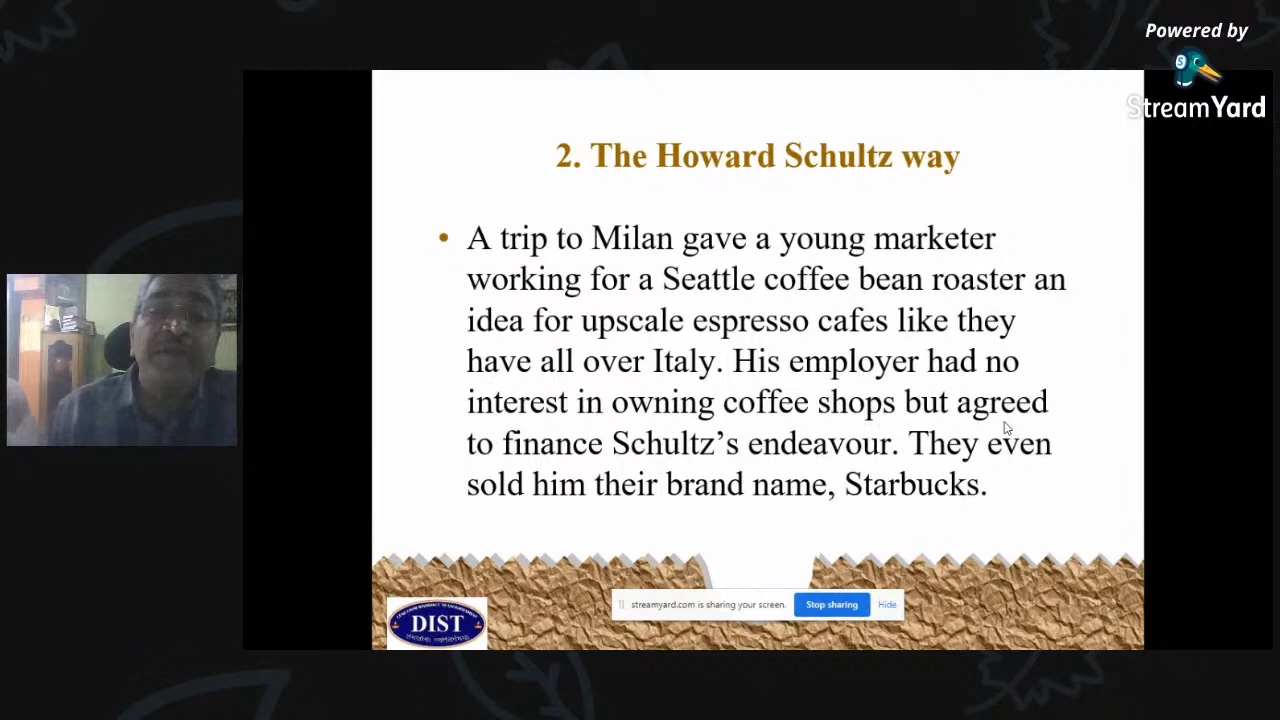 Powered by
StreamYard
2. The Howard Schultz way
• A trip to Milan gave a young marketer
working for a Seattle coffee bean roaster an
idea for upscale espresso cafes like they
have all over Italy. His employer had no
interest in owning coffee shops but agreed
to finance Schultz’s endeavour. They even
sold him their brand name, Starbucks.
streamyard.com is sharing your screen.
Stop sharing
Hide
DIST